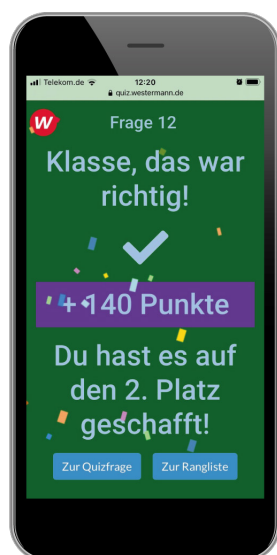 Telekom.de 12:20
quiz.westermann.de
W
Frage 12
Klasse, das war
richtig!
+ 140 Punkte
Du hast es auf
den 2. Platz
geschafft!
Zur Quizfrage Zur Rangliste